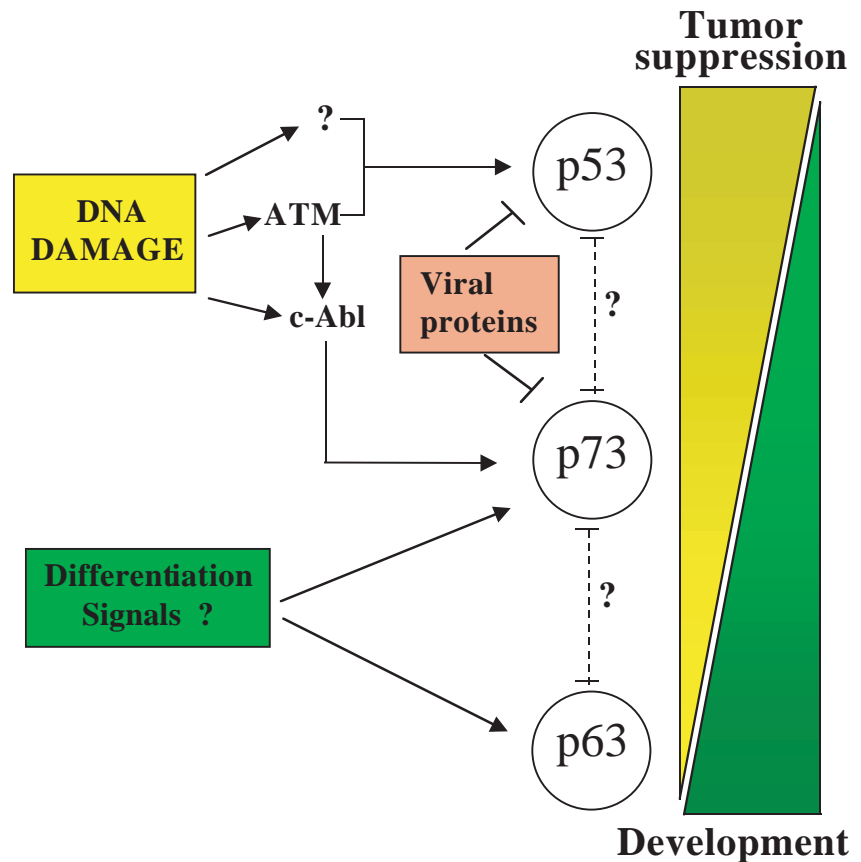 Tumor
suppression
?
p53
DNA
DAMAGE
ATM
Viral
proteins
?
c-Abl
p73
Differentiation
Signals ?
?
p63
Development